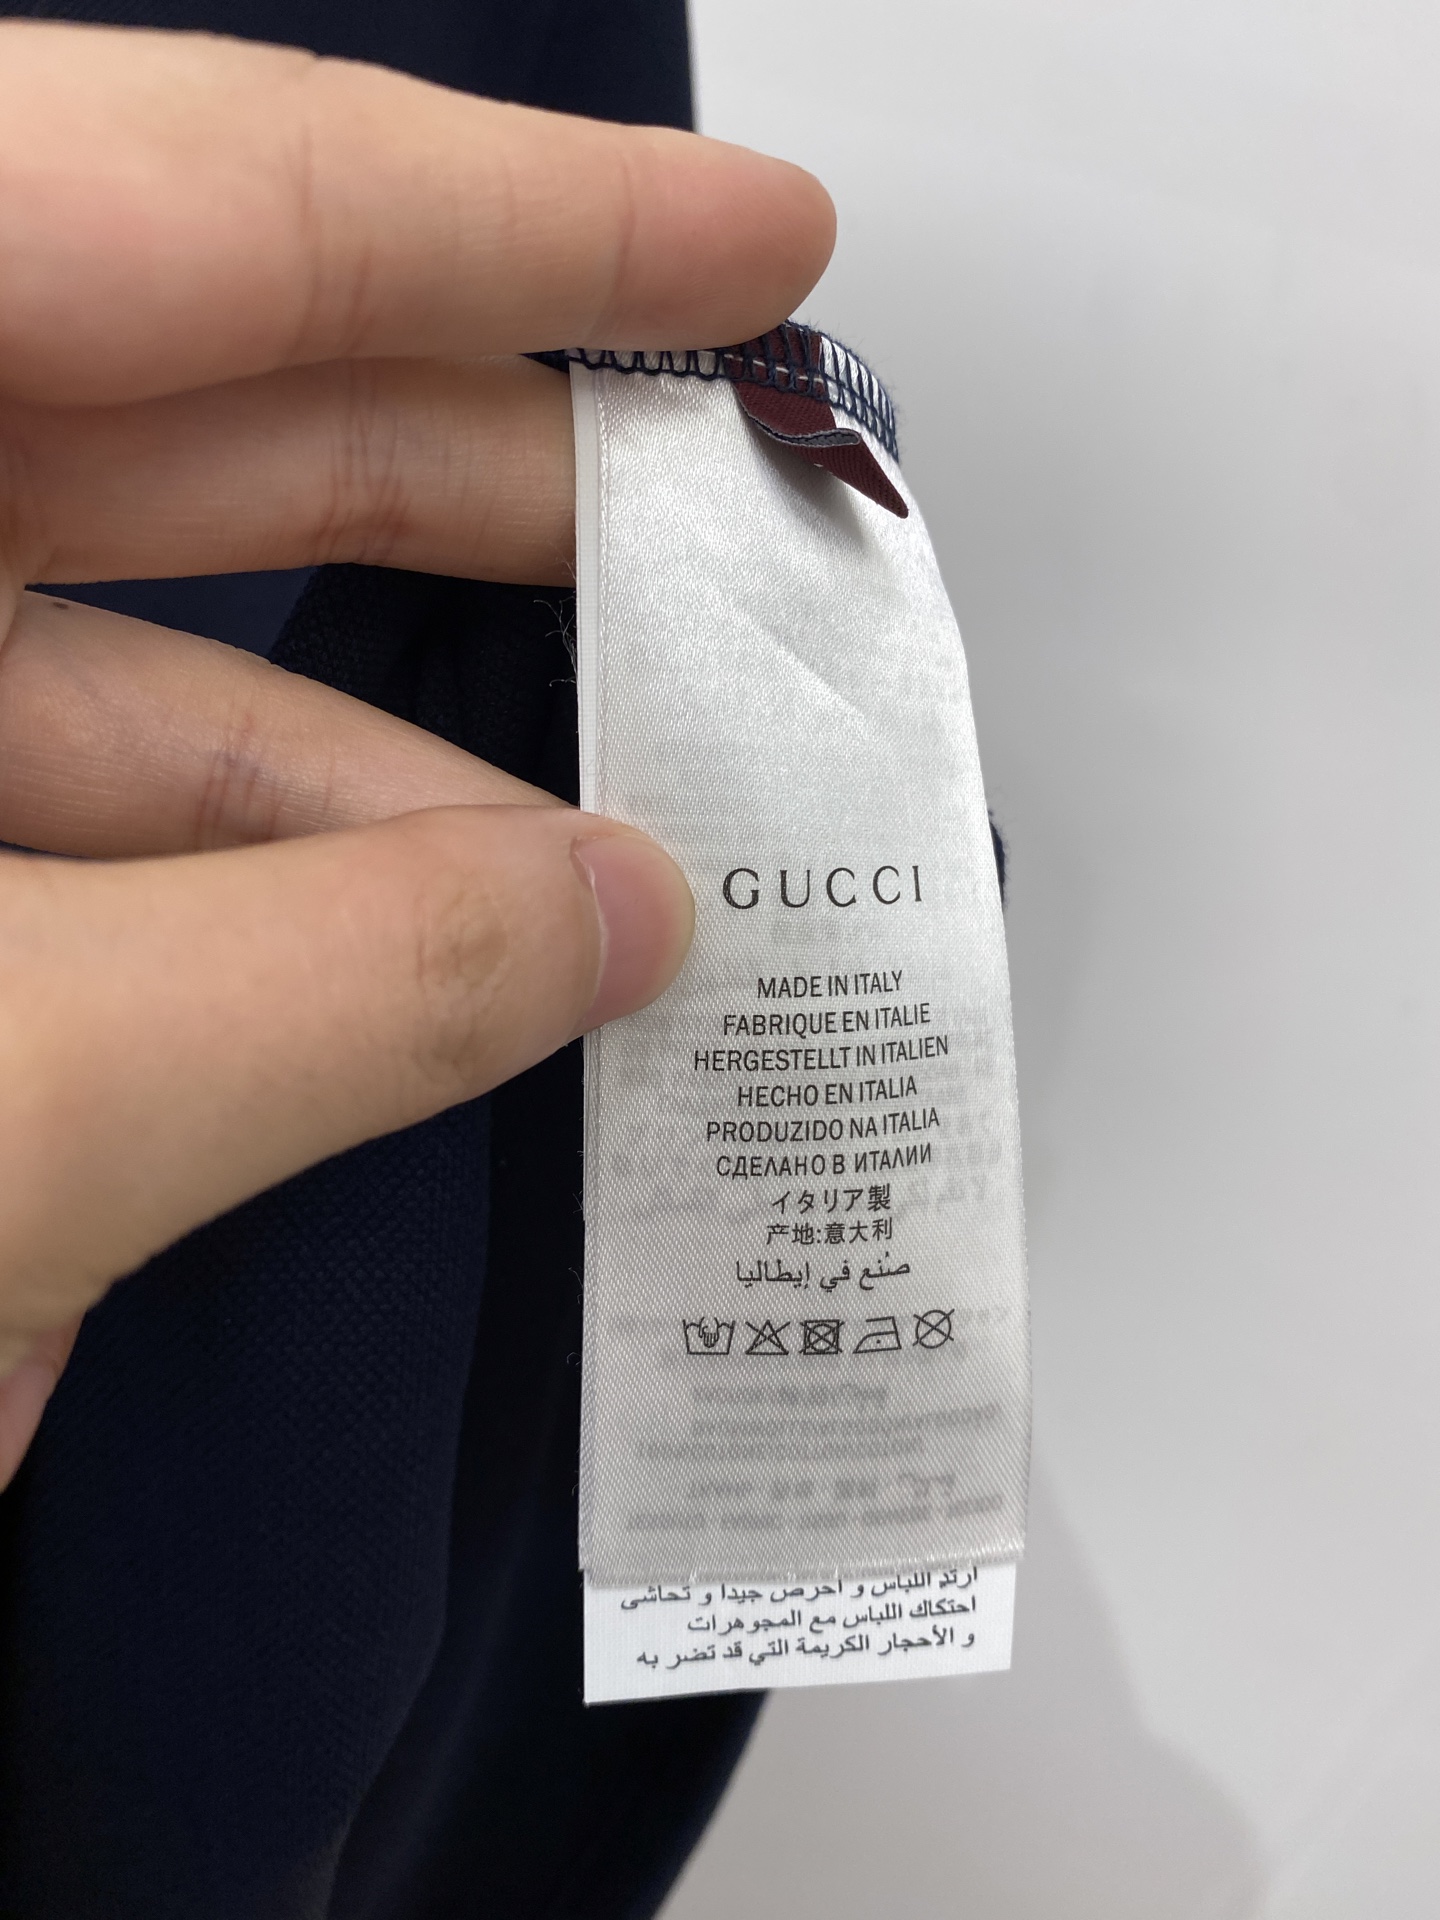 GUCCI
MADE IN ITALY
FABRIQUE EN ITALIE
HERGESTELLT IN ITALIEN
HECHO EN ITALIA
PRODUZIDO NA ITALIA
СДЕЛАНО В ИТАЛИИ
イタリア製
产地:意大利
صُنع في إيطاليا
ارتدِ اللباس و احرص جيدا و تحاشى
احتكاك اللباس مع المجوهرات
و الأحجار الكريمة التي قد تضر به